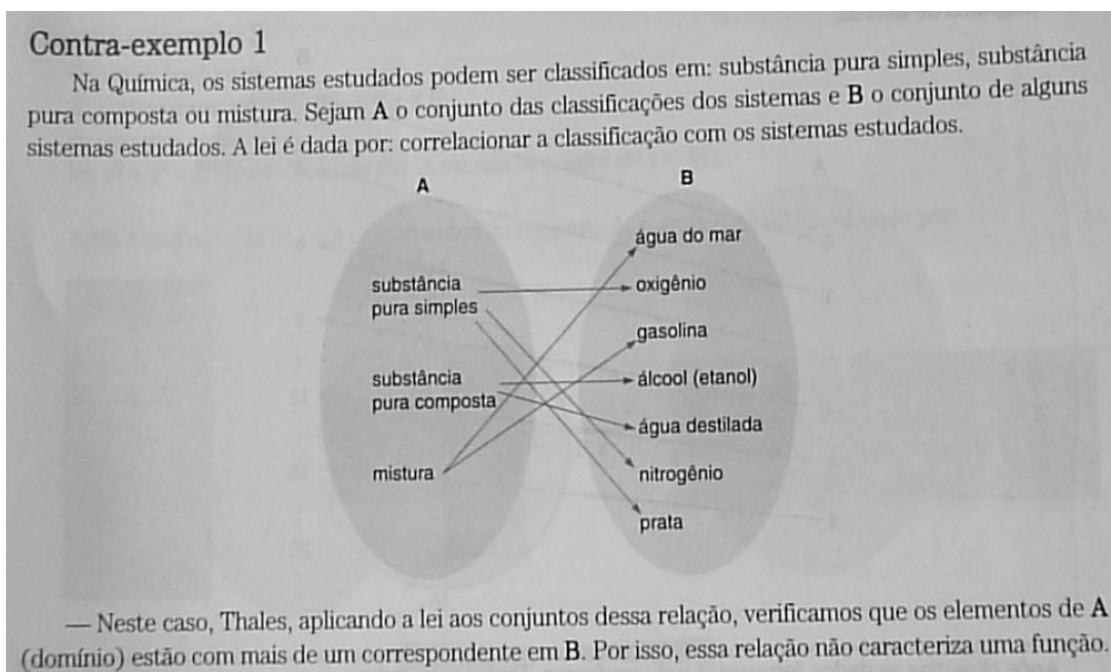 Contra-exemplo 1
Na Química, os sistemas estudados podem ser classificados em: substância pura simples, substância
pura composta ou mistura. Sejam A o conjunto das classificações dos sistemas e B o conjunto de alguns
sistemas estudados. A lei é dada por: correlacionar a classificação com os sistemas estudados.
A
B
substância
pura simples
substância
pura composta
mistura
água do mar
oxigênio
gasolina
álcool (etanol)
água destilada
nitrogênio
prata
— Neste caso, Thales, aplicando a lei aos conjuntos dessa relação, verificamos que os elementos de A
(domínio) estão com mais de um correspondente em B. Por isso, essa relação não caracteriza uma função.